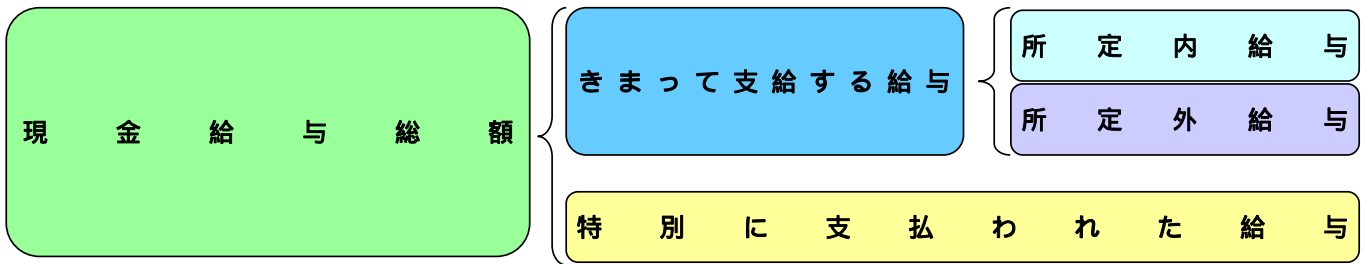 現金給与総額
きまって支給する給与
所定内給与
所定外給与
特別に支払われた給与